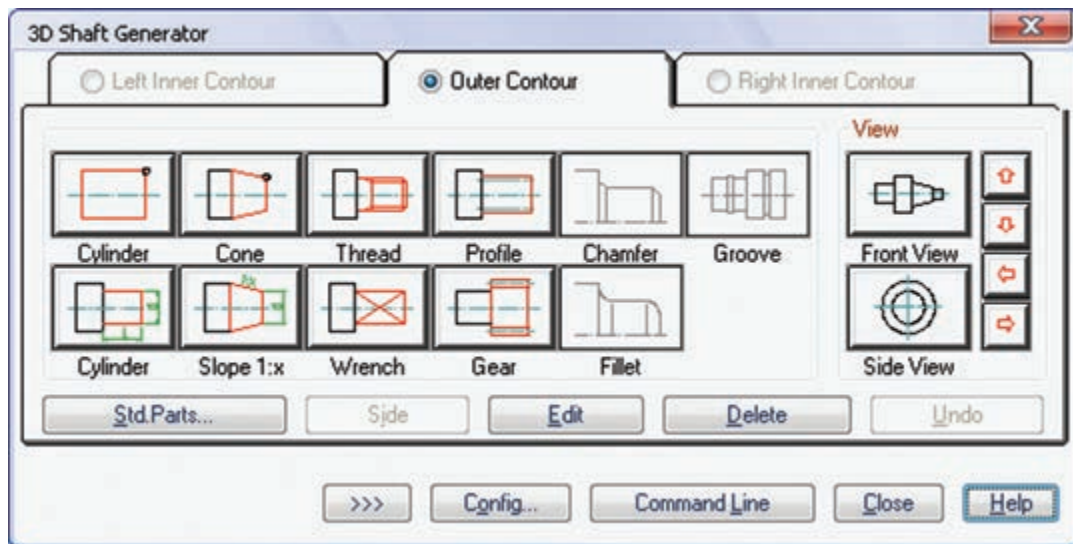 3D Shaft Generator
Left Inner Contour Outer Contour Right Inner Contour
View
Cylinder Cone Thread Profile Chamfer Groove Front View
Cylinder Slope 1:x Wrench Gear Fillet Side View
Std.Parts... Side Edit Delete Undo
>>> Config... Command Line Close Help